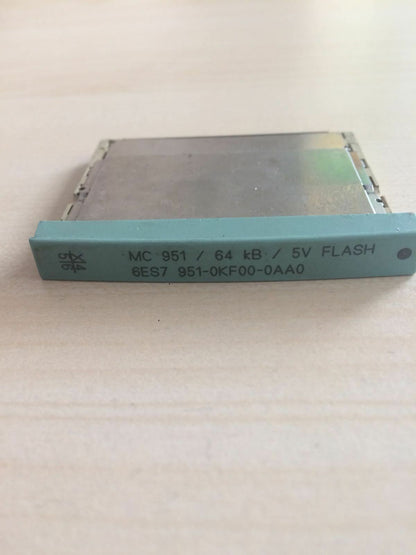 MC 951 / 64 kB / 5V FLASH
6ES7 951-0KF00-0AA0